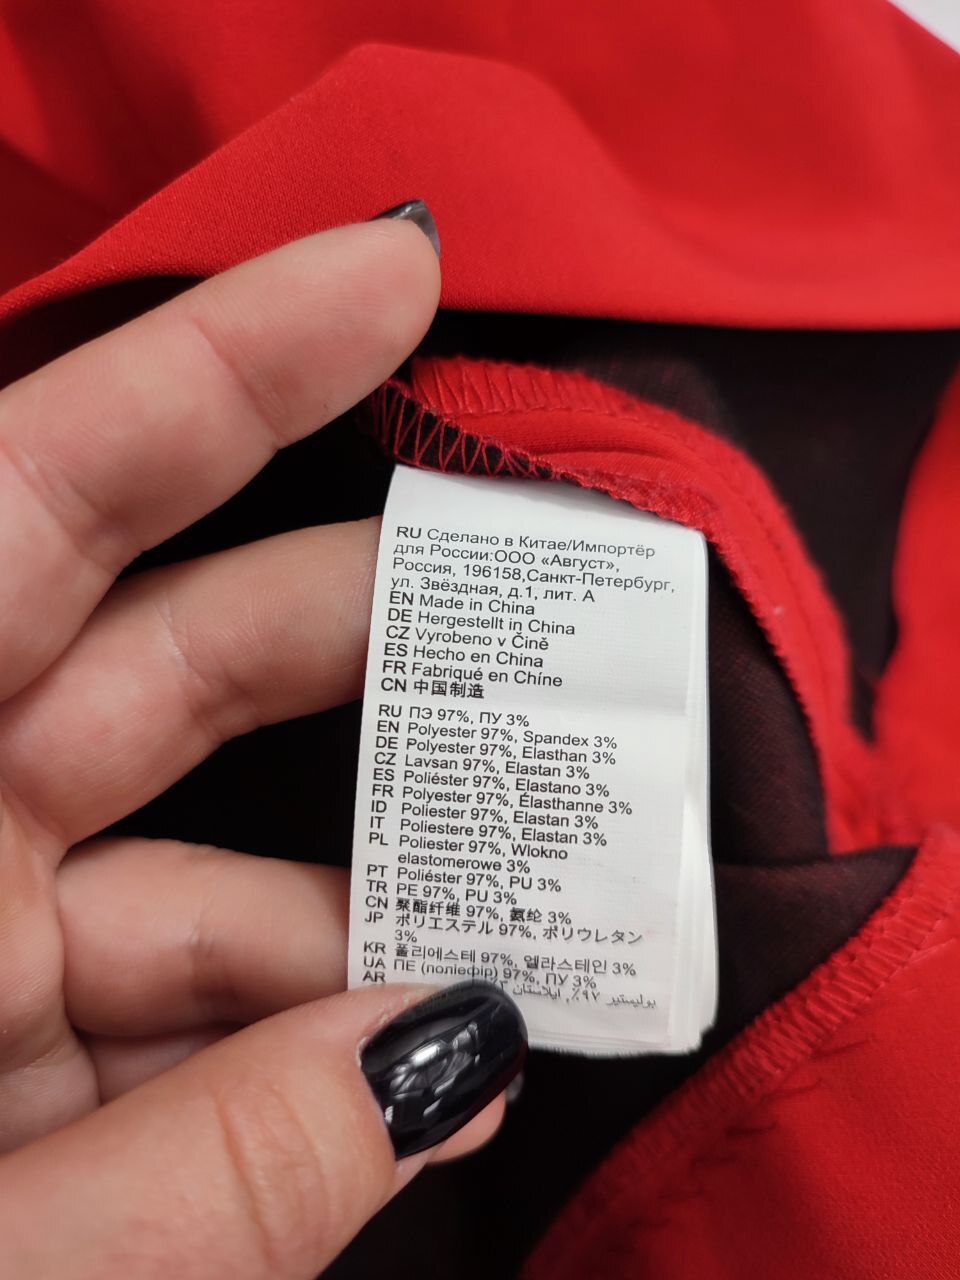 RU Сделано в Китае/Импортёр
для России:ООО «Август»,
Россия, 196158,Санкт-Петербург,
ул. Звёздная, д.1, лит. А
EN Made in China
DE Hergestellt in China
CZ Vyrobeno v Čině
ES Hecho en China
FR Fabriqué en Chine
CN 中国制造
RU ПЭ 97%, ПУ 3%
EN Polyester 97%, Spandex 3%
DE Polyester 97%, Elasthan 3%
CZ Lavsan 97%, Elastan 3%
ES Poliéster 97%, Elastano 3%
FR Polyester 97%, Élasthanne 3%
ID Poliester 97%, Elastan 3%
IT Poliestere 97%, Elastan 3%
PL Poliester 97%, Wlokno
elastomerowe 3%
PT Poliéster 97%, PU 3%
TR PE 97%, PU 3%
CN 聚酯纤维 97%, 氨纶 3%
JP ポリエステル 97%, ポリウレタン
3%
KR 폴리에스테 97%, 엘라스테인 3%
UA ПЕ (поліефір) 97%, ПУ 3%
AR بوليستير ٩٧٪, ايلاستان